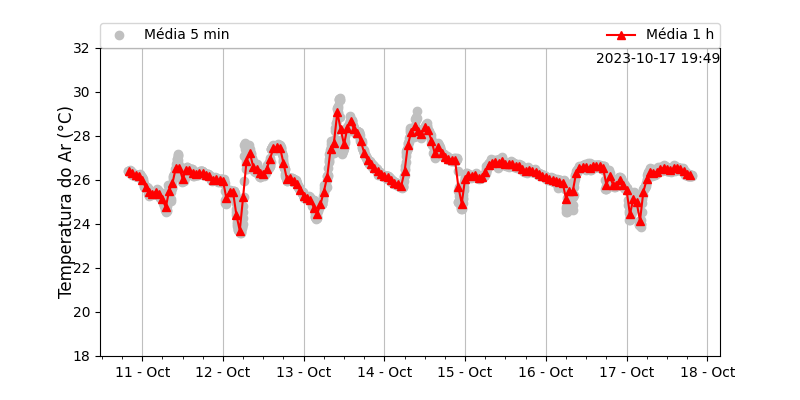 Média 5 min
Média 1 h
2023-10-17 19:49
Temperatura do Ar (°C)
32
30
28
26
24
22
20
18
11 - Oct
12 - Oct
13 - Oct
14 - Oct
15 - Oct
16 - Oct
17 - Oct
18 - Oct